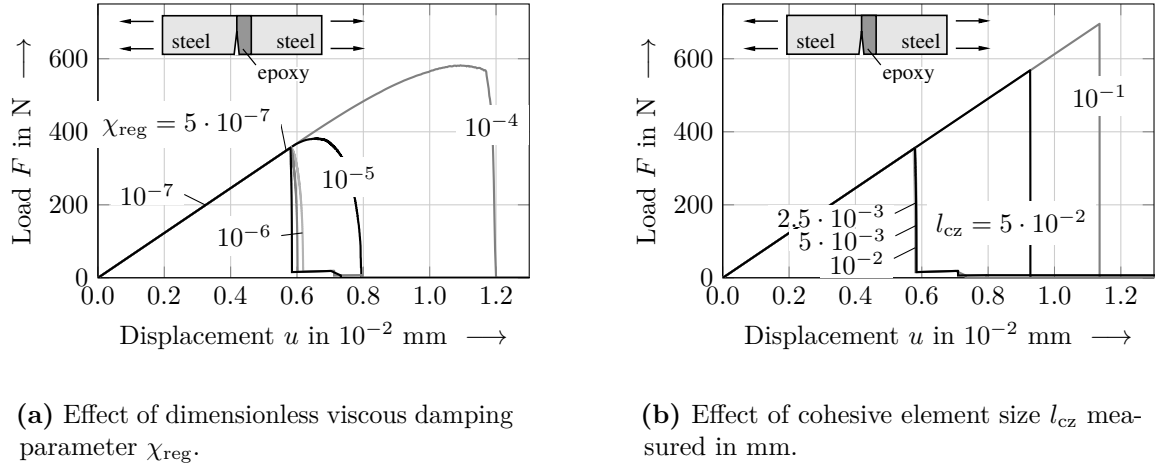 steel
steel
epoxy
Load F in N ⟶
600
400
200
0
χreg = 5 · 10⁻⁷
10⁻⁷
10⁻⁶
10⁻⁵
10⁻⁴
0.0 0.2 0.4 0.6 0.8 1.0 1.2
Displacement u in 10⁻² mm ⟶
(a) Effect of dimensionless viscous damping
parameter χreg.
steel
steel
epoxy
Load F in N ⟶
600
400
200
0
10⁻¹
2.5 · 10⁻³
5 · 10⁻³
10⁻²
lcz = 5 · 10⁻²
0.0 0.2 0.4 0.6 0.8 1.0 1.2
Displacement u in 10⁻² mm ⟶
(b) Effect of cohesive element size lcz mea-
sured in mm.